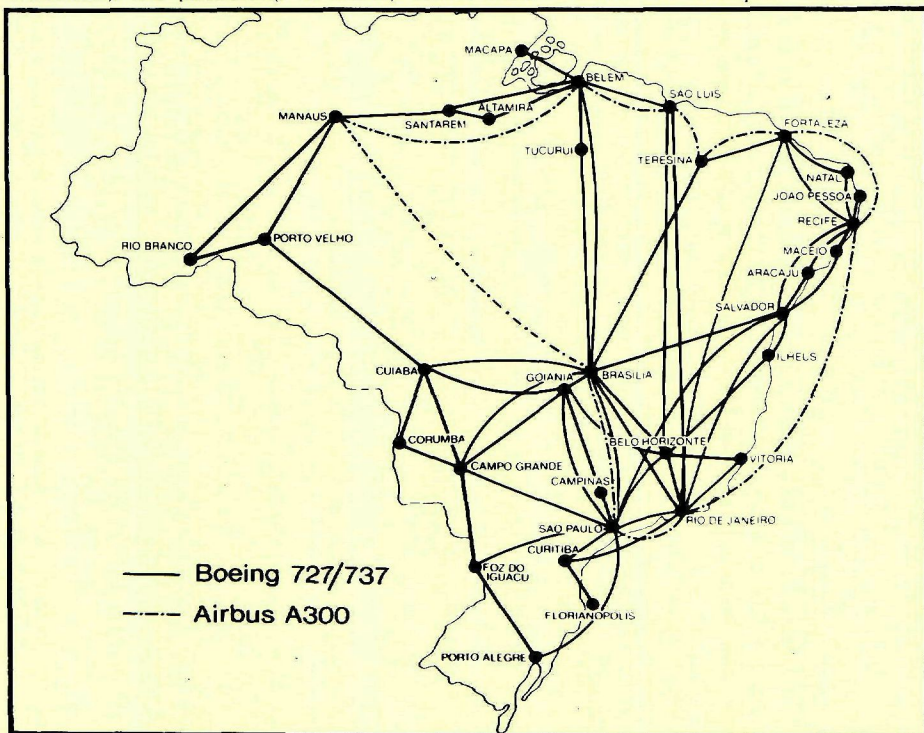 MACAPA
BELEM
SAO LUIS
MANAUS
SANTAREM
ALTAMIRA
FORTALEZA
TUCURUI
TERESINA
NATAL
JOAO PESSOA
RECIFE
RIO BRANCO
PORTO VELHO
MACEIO
ARACAJU
SALVADOR
ILHEUS
CUIABA
GOIANIA
BRASILIA
CORUMBA
BELO HORIZONTE
VITORIA
CAMPO GRANDE
CAMPINAS
SAO PAULO
RIO DE JANEIRO
CURITIBA
FOZ DO
IGUACU
Boeing 727/737
Airbus A300
FLORIANOPOLIS
PORTO ALEGRE